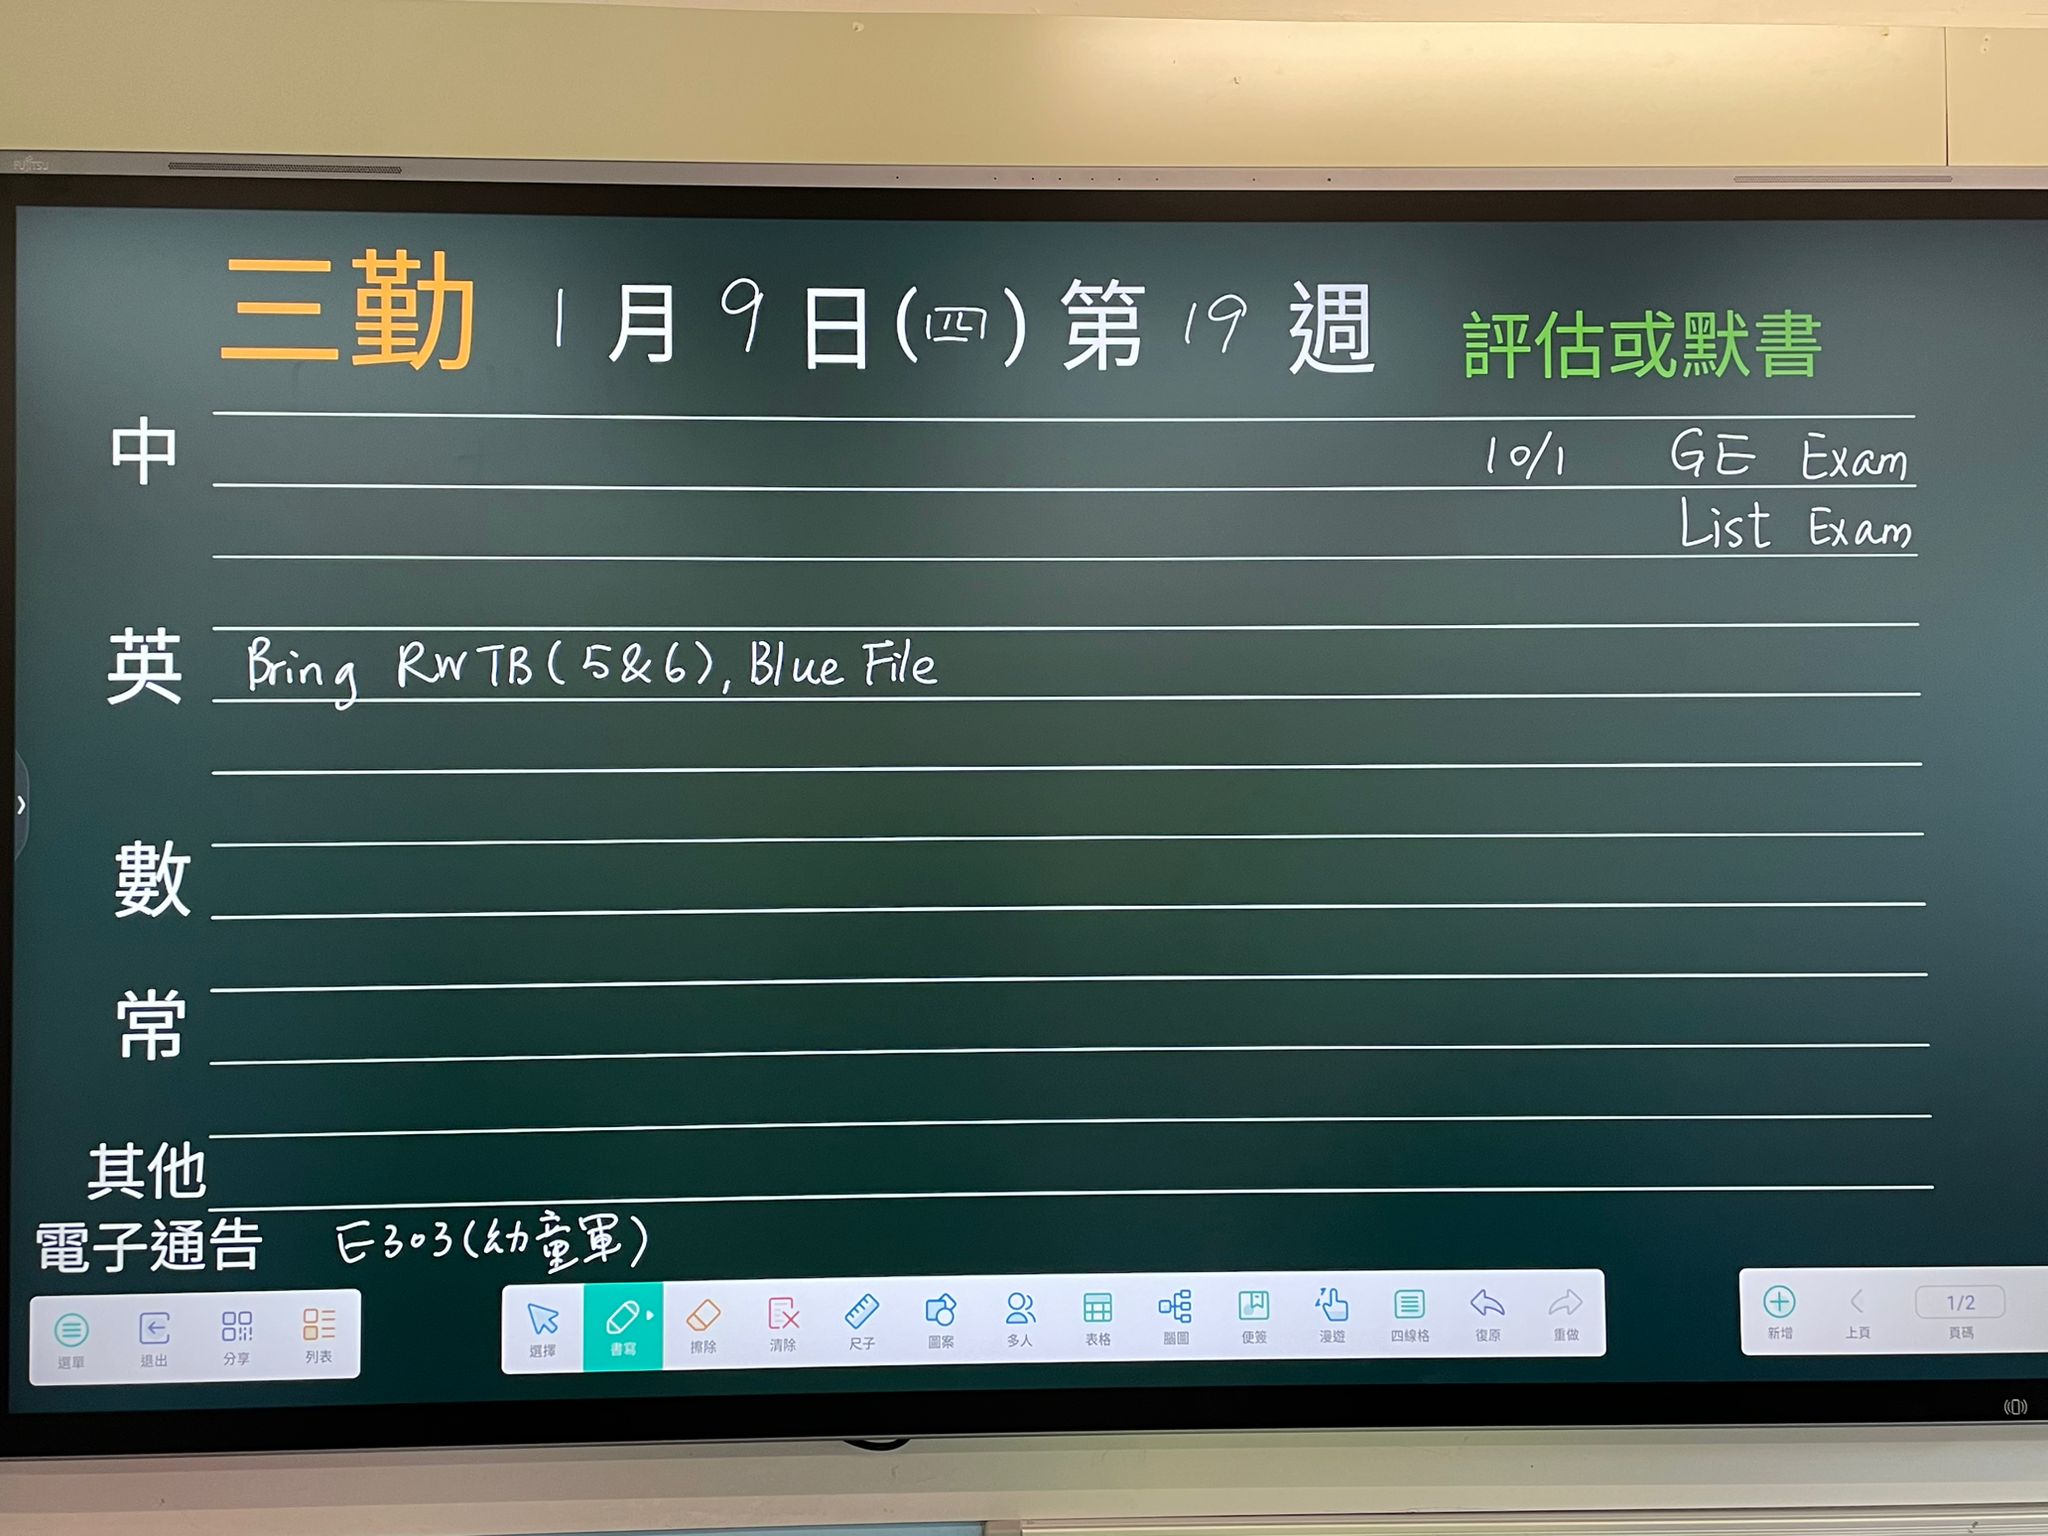 FUJITSU
三勤 1月9日(四)第19週 評估或默書
中
10/1 GE Exam
List Exam
英 Bring RWTB(5&6), Blue File
數
常
其他
電子通告 E303(幼童軍)
選單 退出 分享 列表 選擇 書寫 擦除 清除 尺子 圖案 多人 表格 腦圖 便簽 漫遊 四線格 復原 重做 新增 上頁 1/2 頁碼